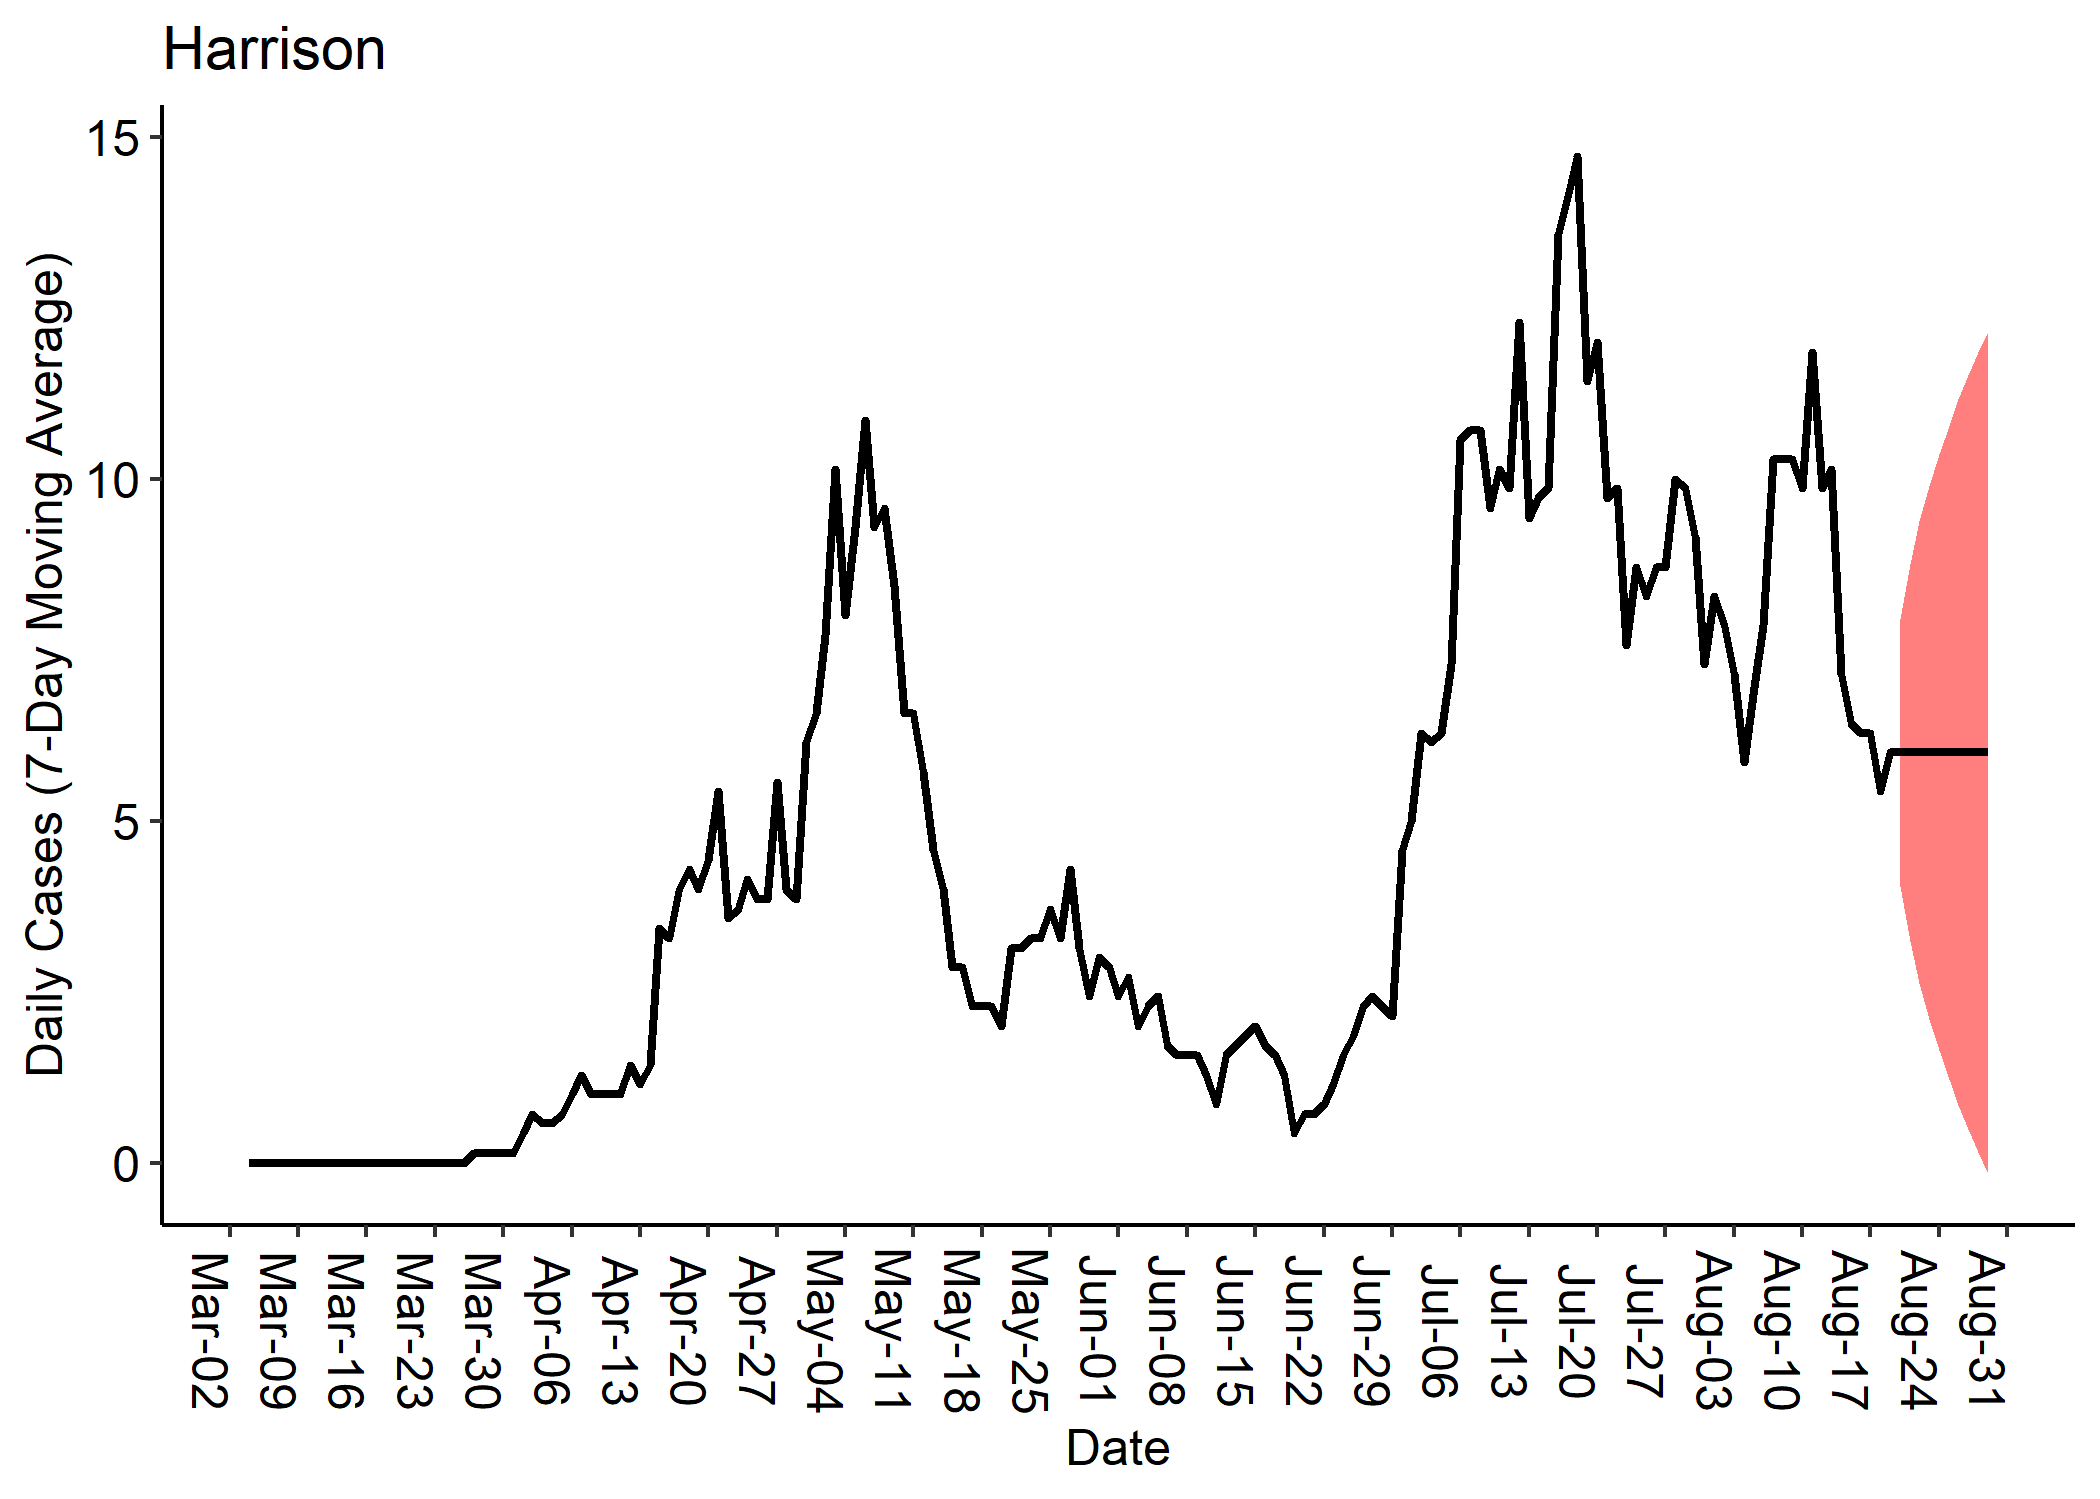 Harrison
Daily Cases (7-Day Moving Average)
15
10
5
0
Mar-02
Mar-09
Mar-16
Mar-23
Mar-30
Apr-06
Apr-13
Apr-20
Apr-27
May-04
May-11
May-18
May-25
Jun-01
Jun-08
Jun-15
Jun-22
Jun-29
Jul-06
Jul-13
Jul-20
Jul-27
Aug-03
Aug-10
Aug-17
Aug-24
Aug-31
Date